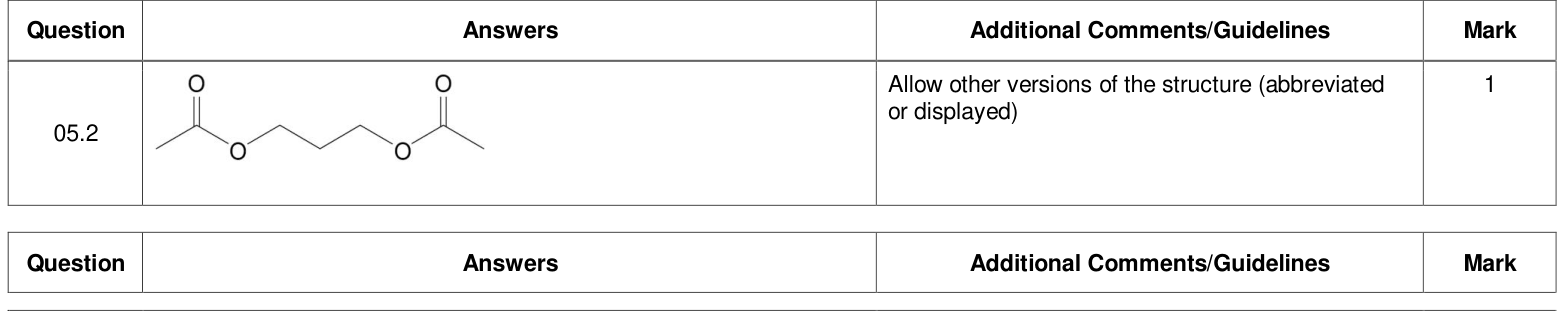 Question Answers Additional Comments/Guidelines Mark
05.2
O O
O O
Allow other versions of the structure (abbreviated
or displayed)
1
Question Answers Additional Comments/Guidelines Mark